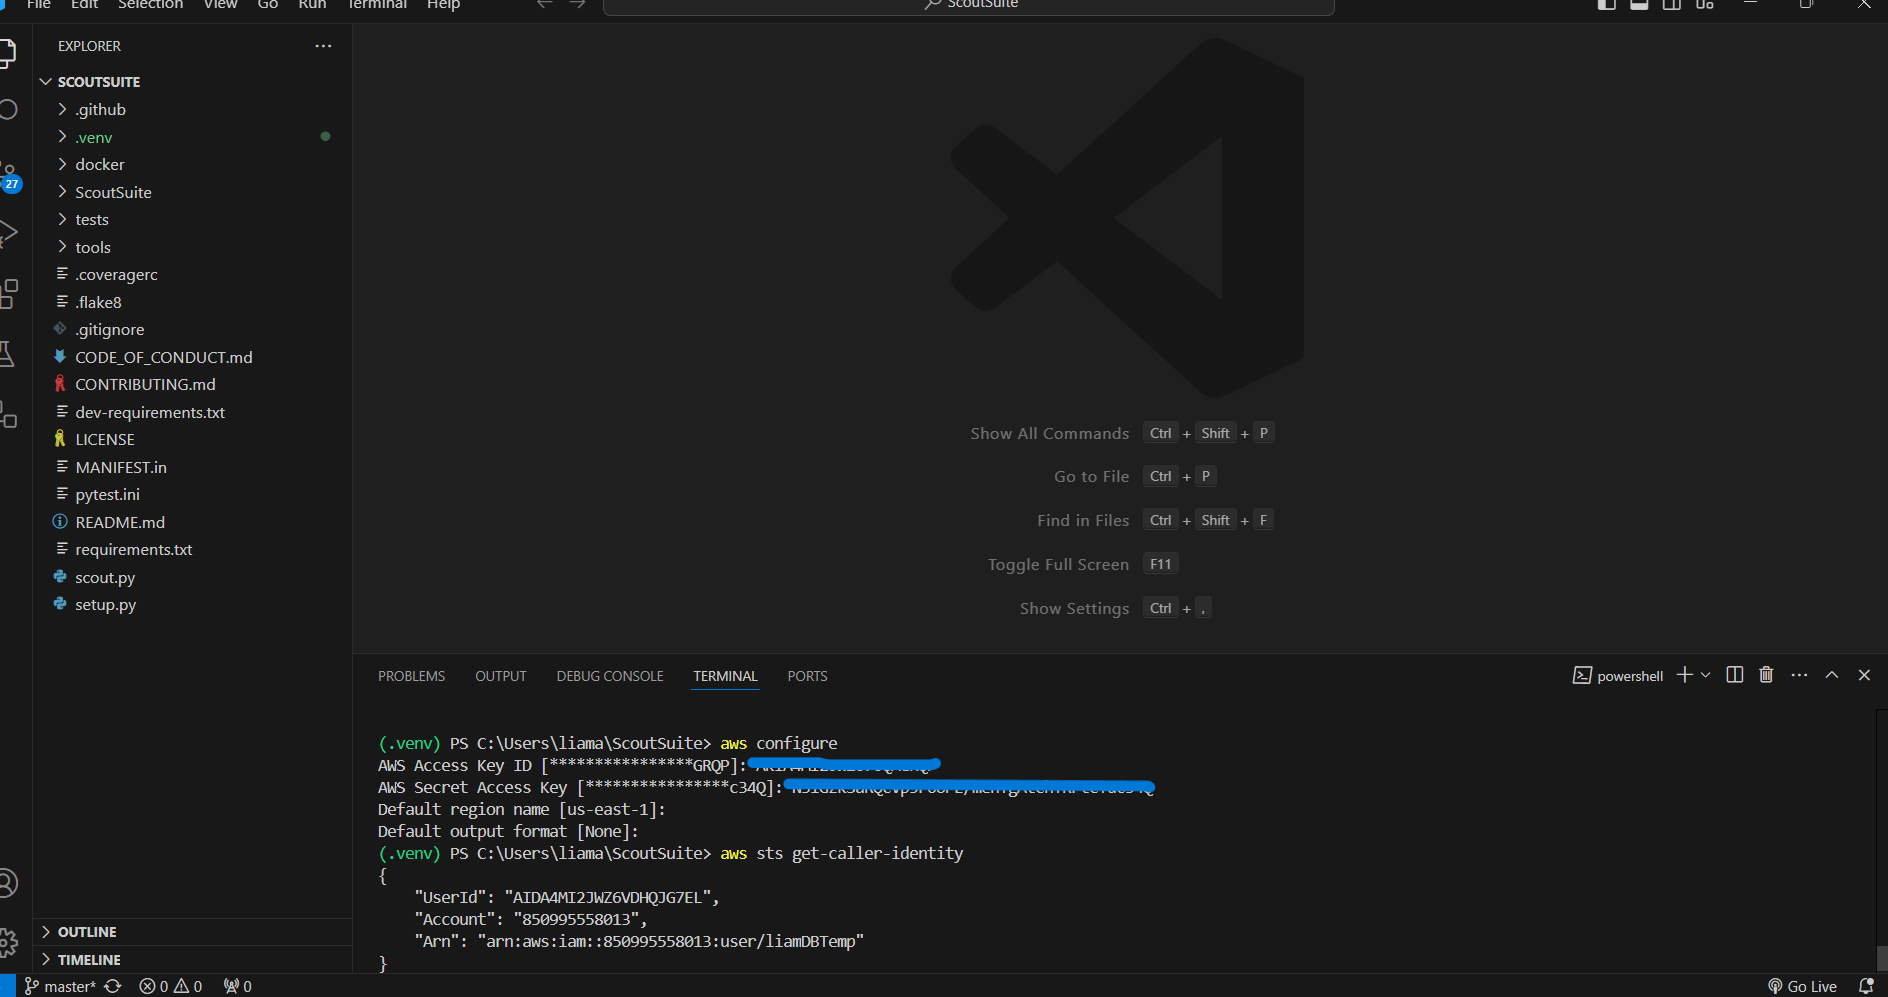 File Edit Selection View Go Run Terminal Help
ScoutSuite
EXPLORER
SCOUTSUITE
.github
.venv
docker
ScoutSuite
27
tests
tools
.coveragerc
.flake8
.gitignore
CODE_OF_CONDUCT.md
CONTRIBUTING.md
dev-requirements.txt
LICENSE
MANIFEST.in
pytest.ini
README.md
requirements.txt
scout.py
setup.py
OUTLINE
TIMELINE
Show All Commands Ctrl + Shift + P
Go to File Ctrl + P
Find in Files Ctrl + Shift + F
Toggle Full Screen F11
Show Settings Ctrl + ,
PROBLEMS OUTPUT DEBUG CONSOLE TERMINAL PORTS
powershell
(.venv) PS C:\Users\liama\ScoutSuite> aws configure
AWS Access Key ID [****************GRQP]:
AWS Secret Access Key [****************c34Q]:
Default region name [us-east-1]:
Default output format [None]:
(.venv) PS C:\Users\liama\ScoutSuite> aws sts get-caller-identity
{
"UserId": "AIDA4MI2JWZ6VDHQJG7EL",
"Account": "850995558013",
"Arn": "arn:aws:iam::850995558013:user/liamDBTemp"
}
master* 0 0 0
Go Live